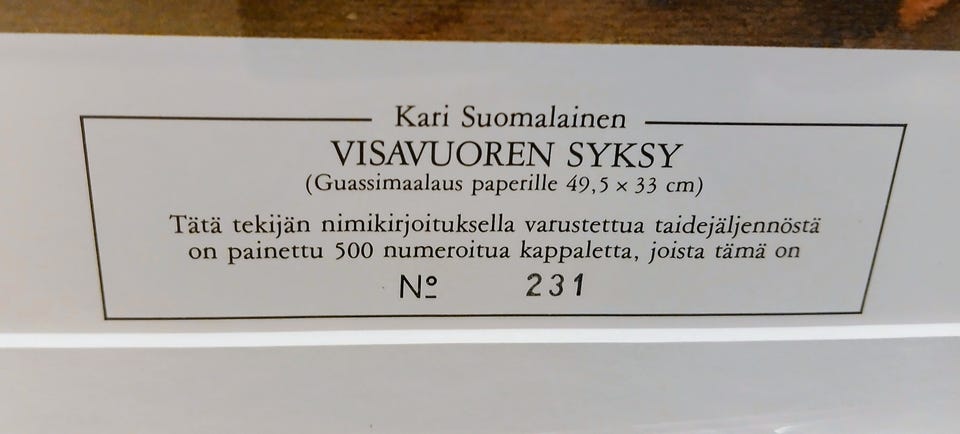 Kari Suomalainen
VISAVUOREN SYKSY
(Guassimaalaus paperille 49,5 × 33 cm)
Tätä tekijän nimikirjoituksella varustettua taidejäljennöstä
on painettu 500 numeroitua kappaletta, joista tämä on
Nº 231